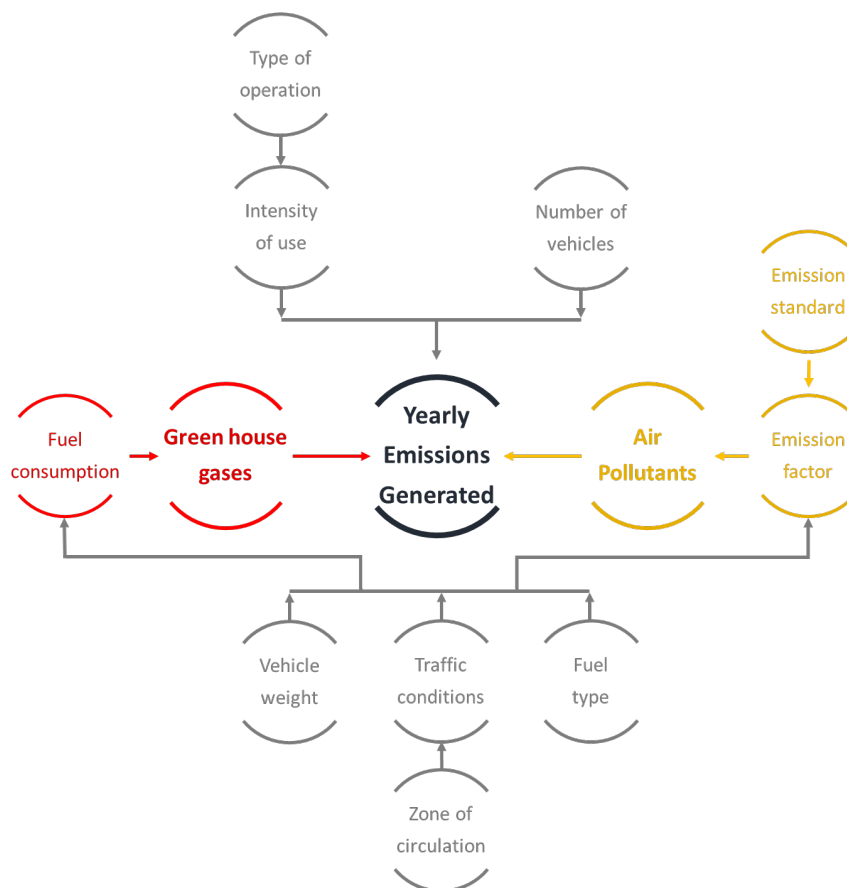 Type of
operation
Intensity
of use
Number of
vehicles
Emission
standard
Fuel
consumption
Green house
gases
Yearly
Emissions
Generated
Air
Pollutants
Emission
factor
Vehicle
weight
Traffic
conditions
Fuel
type
Zone of
circulation